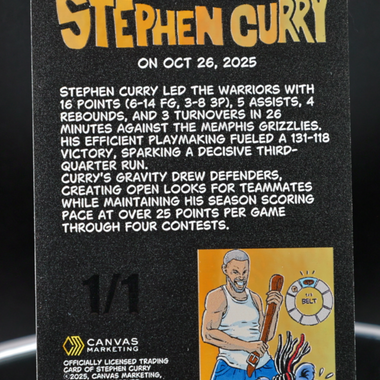 STEPHEN CURRY
ON OCT 26, 2025
STEPHEN CURRY LED THE WARRIORS WITH
16 POINTS (6-14 FG, 3-8 3P), 5 ASSISTS, 4
REBOUNDS, AND 3 TURNOVERS IN 26
MINUTES AGAINST THE MEMPHIS GRIZZLIES.
HIS EFFICIENT PLAYMAKING FUELED A 131-118
VICTORY, SPARKING A DECISIVE THIRD-
QUARTER RUN.
CURRY'S GRAVITY DREW DEFENDERS,
CREATING OPEN LOOKS FOR TEAMMATES
WHILE MAINTAINING HIS SEASON SCORING
PACE AT OVER 25 POINTS PER GAME
THROUGH FOUR CONTESTS.
1/1
BELT
CANVAS
MARKETING
OFFICIALLY LICENSED TRADING
CARD OF STEPHEN CURRY
©2025, CANVAS MARKETING,